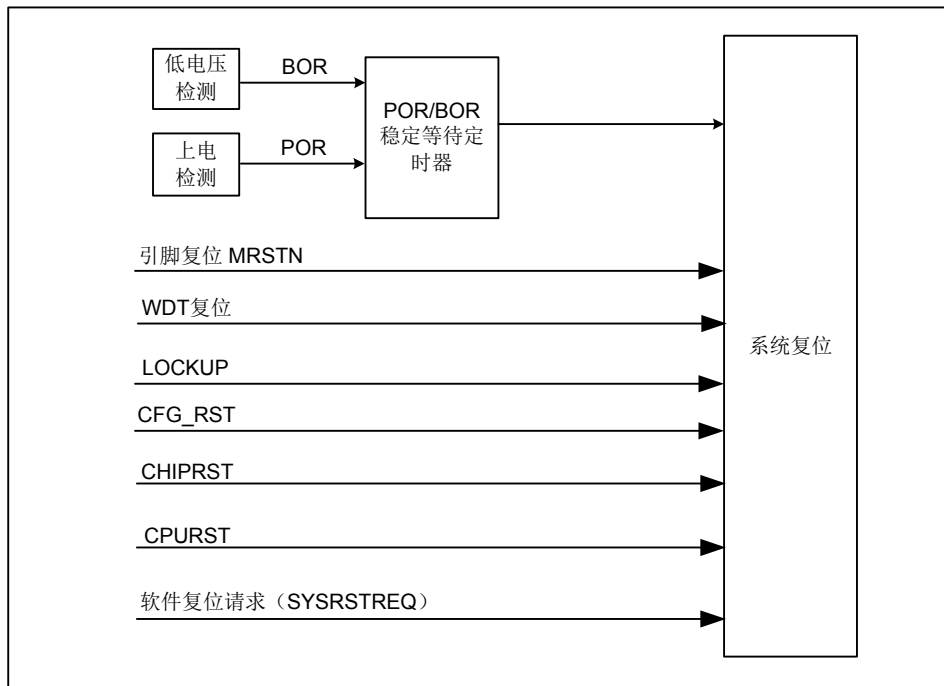 低电压
检测
BOR
上电
检测
POR
POR/BOR
稳定等待定
时器
引脚复位 MRSTN
WDT复位
LOCKUP
CFG_RST
CHIPRST
CPURST
软件复位请求（SYSRSTREQ）
系统复位